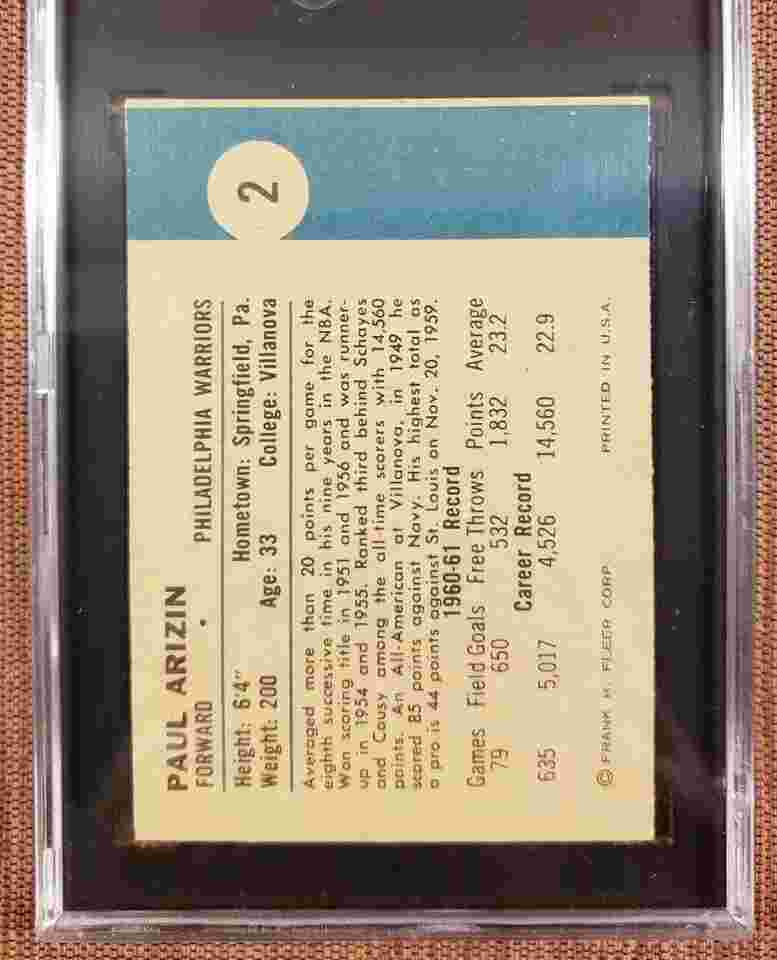 2
PAUL ARIZIN
FORWARD • PHILADELPHIA WARRIORS
Height: 6'4" Hometown: Springfield, Pa.
Weight: 200 Age: 33 College: Villanova
Averaged more than 20 points per game for the
eighth successive time in his nine years in the NBA.
Won scoring title in 1951 and 1956 and was runner-
up in 1954 and 1955. Ranked third behind Schayes
and Cousy among the all-time scorers with 14,560
points. An All-American at Villanova, in 1949 he
scored 85 points against Navy. His highest total as
a pro is 44 points against St. Louis on Nov. 20, 1959.
1960-61 Record
Games Field Goals Free Throws Points Average
79 650 532 1,832 23.2
Career Record
635 5,017 4,526 14,560 22.9
© FRANK H. FLEER CORP. PRINTED IN U.S.A.